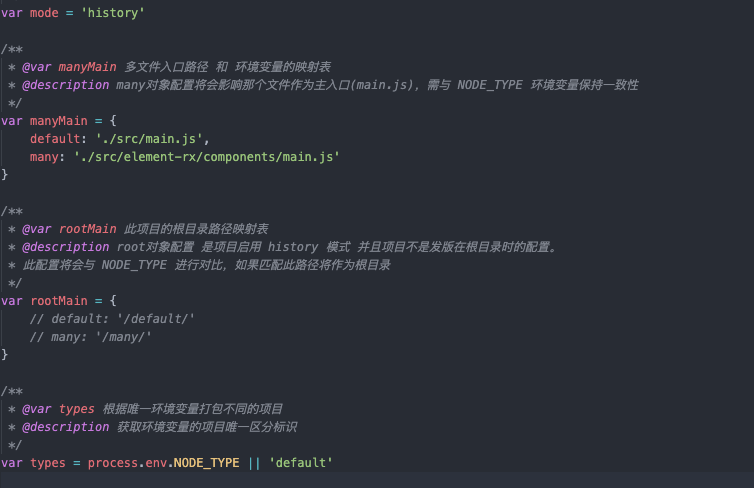 var mode = 'history'
/**
* @var manyMain 多文件入口路径 和 环境变量的映射表
* @description many对象配置将会影响那个文件作为主入口(main.js)，需与 NODE_TYPE 环境变量保持一致性
*/
var manyMain = {
default: './src/main.js',
many: './src/element-rx/components/main.js'
}
/**
* @var rootMain 此项目的根目录路径映射表
* @description root对象配置 是项目启用 history 模式 并且项目不是发版在根目录时的配置。
* 此配置将会与 NODE_TYPE 进行对比，如果匹配此路径将作为根目录
*/
var rootMain = {
// default: '/default/'
// many: '/many/'
}
/**
* @var types 根据唯一环境变量打包不同的项目
* @description 获取环境变量的项目唯一区分标识
*/
var types = process.env.NODE_TYPE || 'default'